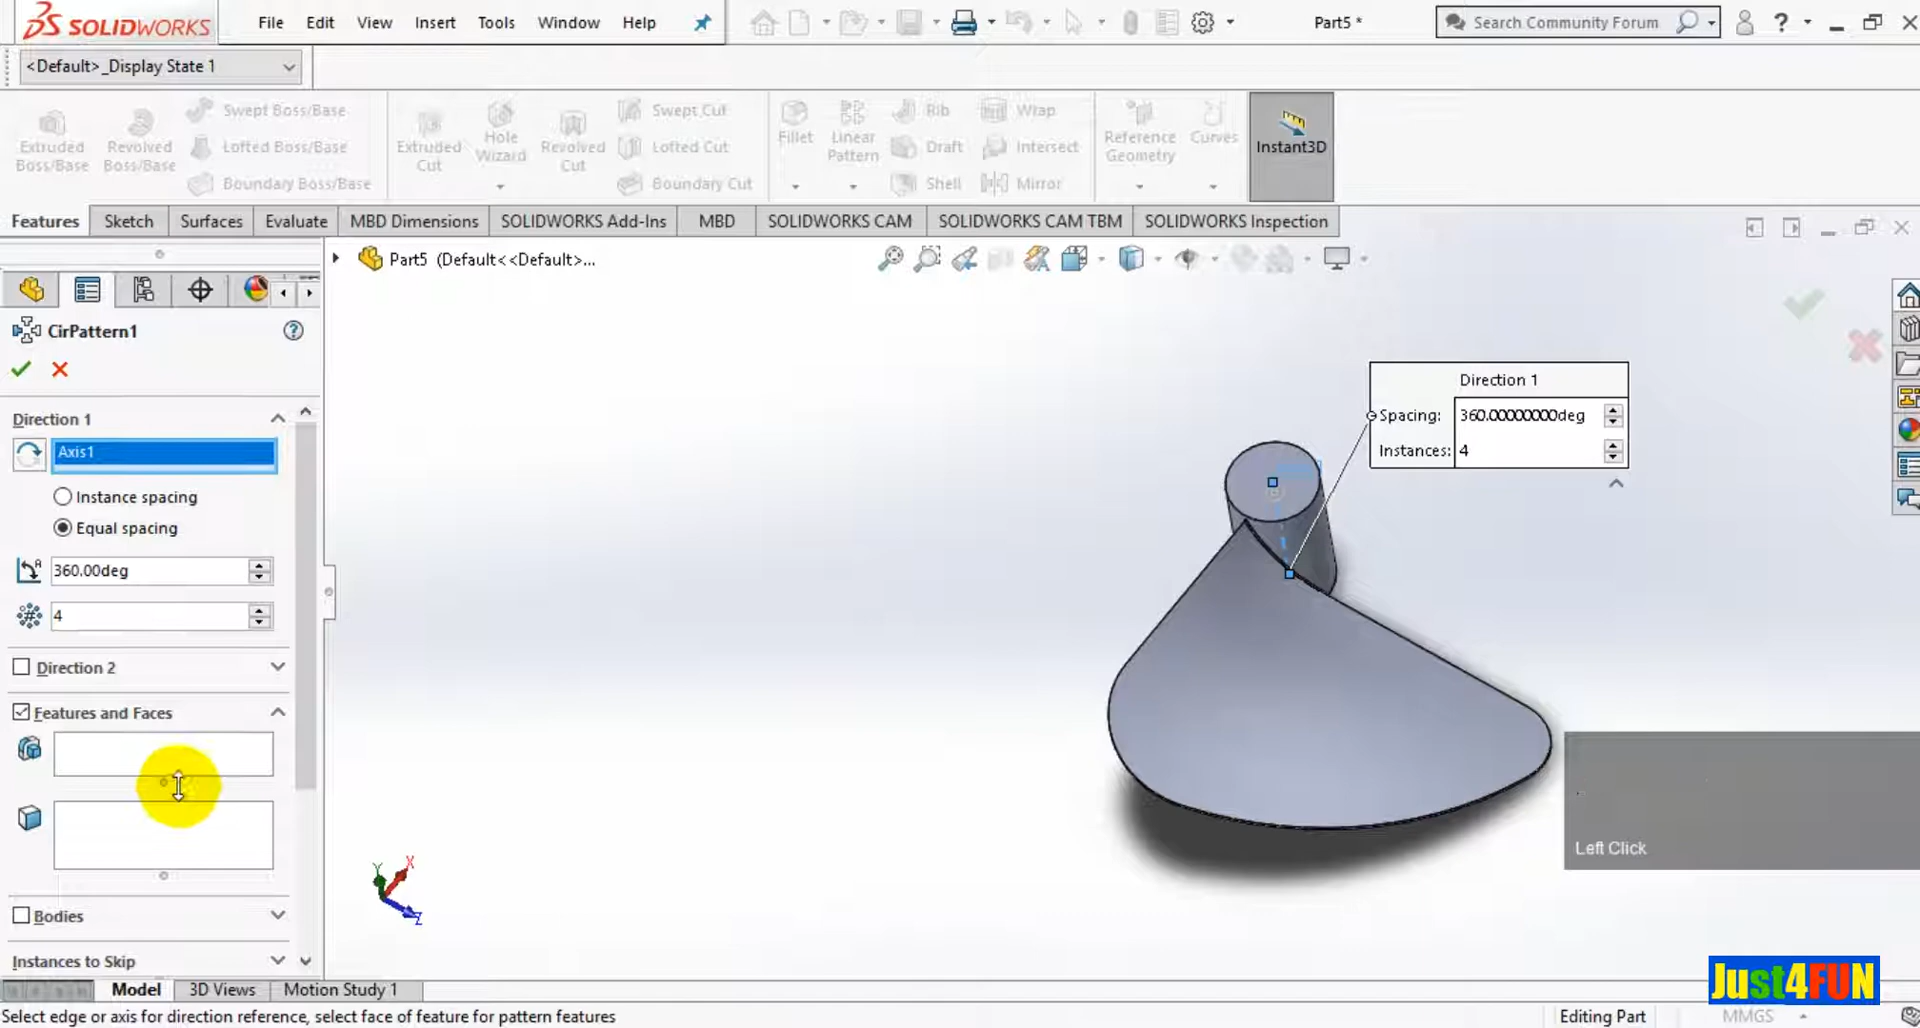 SOLIDWORKS File Edit View Insert Tools Window Help Part5 * Search Community Forum ?
<Default>_Display State 1
Extruded Boss/Base
Revolved Boss/Base
Swept Boss/Base
Lofted Boss/Base
Boundary Boss/Base
Extruded Cut
Hole Wizard
Revolved Cut
Swept Cut
Lofted Cut
Boundary Cut
Fillet
Linear Pattern
Rib
Draft
Shell
Wrap
Intersect
Mirror
Reference Geometry
Curves
Instant3D
Features Sketch Surfaces Evaluate MBD Dimensions SOLIDWORKS Add-Ins MBD SOLIDWORKS CAM SOLIDWORKS CAM TBM SOLIDWORKS Inspection
Part5 (Default<<Default>...
CirPattern1
Direction 1
Axis1
Instance spacing
Equal spacing
360.00deg
4
Direction 2
Features and Faces
Bodies
Instances to Skip
Direction 1
Spacing: 360.00000000deg
Instances: 4
Y X
Z
Left Click
Just4FUN
Model 3D Views Motion Study 1
Select edge or axis for direction reference, select face of feature for pattern features Editing Part MMGS